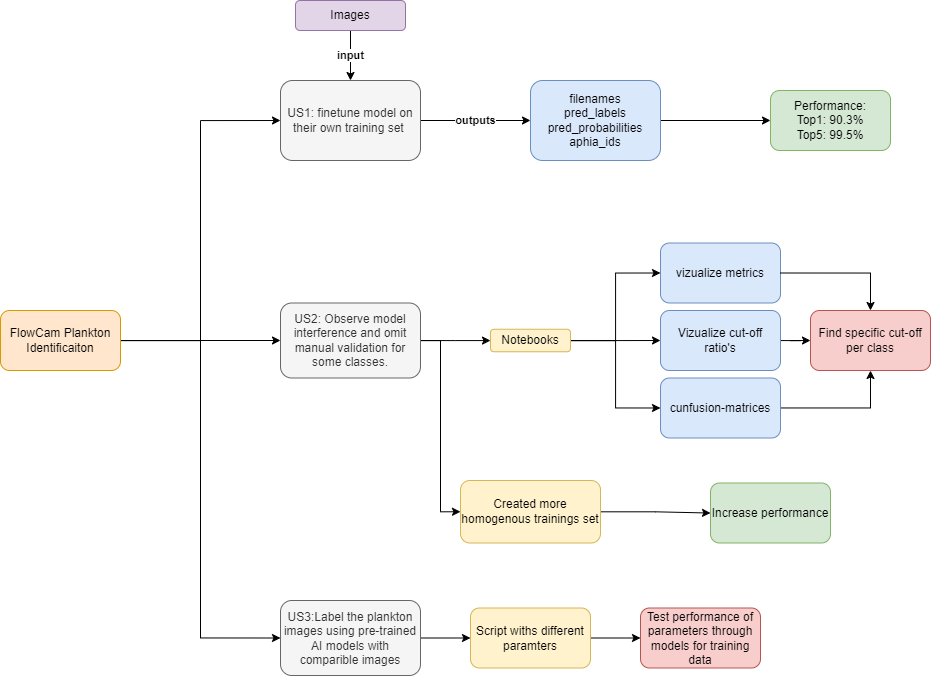 Images
input
US1: finetune model on
their own training set
outputs
filenames
pred_labels
pred_probabilities
aphia_ids
Performance:
Top1: 90.3%
Top5: 99.5%
FlowCam Plankton
Identificaiton
US2: Observe model
interference and omit
manual validation for
some classes.
Notebooks
vizualize metrics
Vizualize cut-off
ratio's
cunfusion-matrices
Find specific cut-off
per class
Created more
homogenous trainings set
Increase performance
US3:Label the plankton
images using pre-trained
AI models with
comparible images
Script withs different
paramters
Test performance of
parameters through
models for training
data